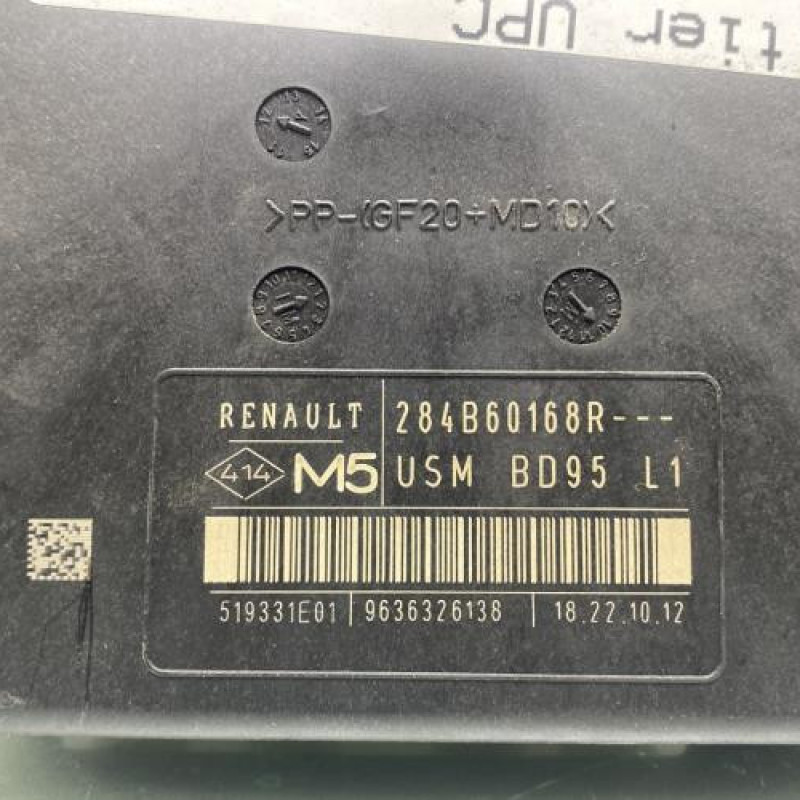 tier UPC
>PP-(GF20+MD10)<
RENAULT 284B60168R---
414 M5 USM BD95 L1
519331E01 9636326138 18.22.10.12